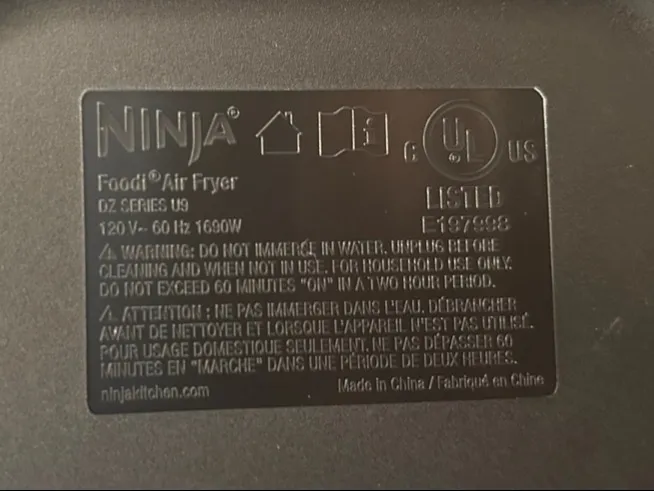 NINJA®
C UL® US
Foodi® Air Fryer
LISTED
DZ SERIES U9
E197998
120 V~ 60 Hz 1690W
⚠ WARNING: DO NOT IMMERSE IN WATER. UNPLUG BEFORE
CLEANING AND WHEN NOT IN USE. FOR HOUSEHOLD USE ONLY.
DO NOT EXCEED 60 MINUTES "ON" IN A TWO HOUR PERIOD.
⚠ ATTENTION : NE PAS IMMERGER DANS L'EAU. DÉBRANCHER
AVANT DE NETTOYER ET LORSQUE L'APPAREIL N'EST PAS UTILISÉ.
POUR USAGE DOMESTIQUE SEULEMENT. NE PAS DÉPASSER 60
MINUTES EN "MARCHE" DANS UNE PÉRIODE DE DEUX HEURES.
ninjakitchen.com
Made in China / Fabriqué en Chine